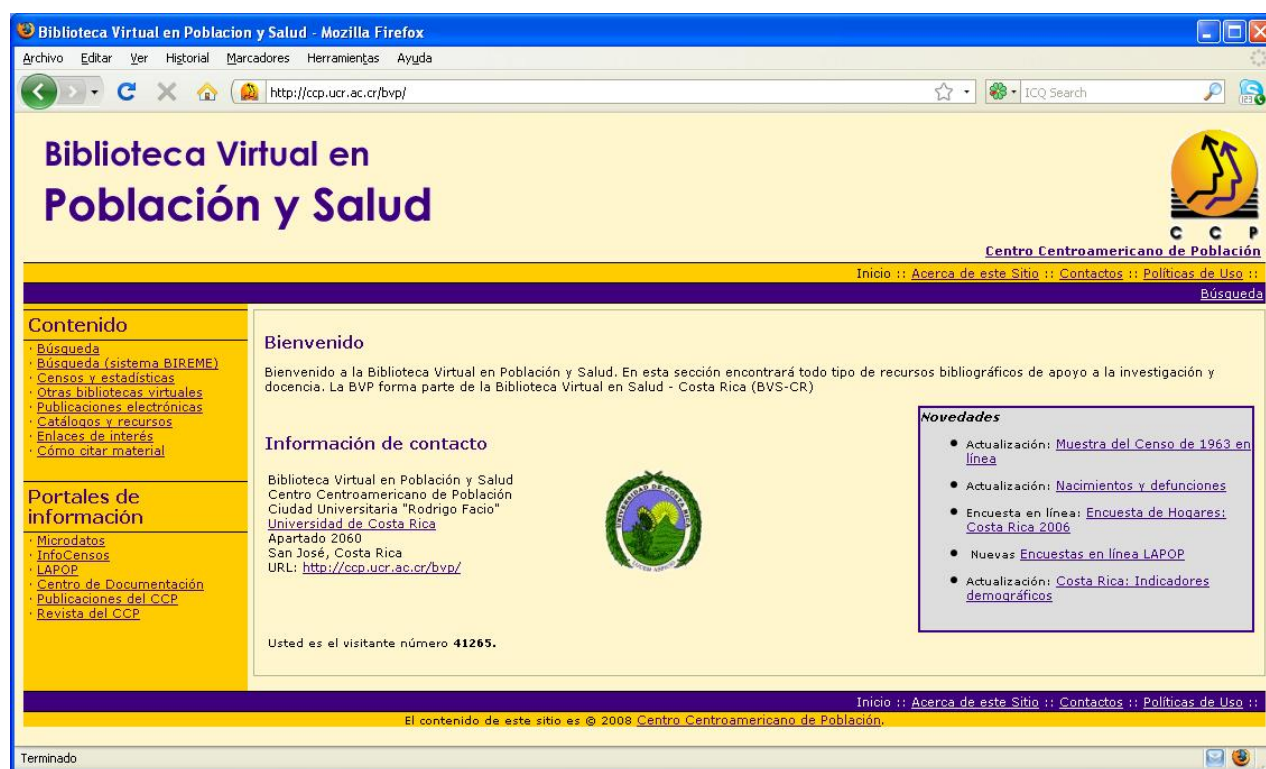 Biblioteca Virtual en Poblacion y Salud - Mozilla Firefox
Archivo Editar Ver Historial Marcadores Herramientas Ayuda
http://ccp.ucr.ac.cr/bvp/
ICQ Search
123
Biblioteca Virtual en
Población y Salud
C C P
Centro Centroamericano de Población
Inicio :: Acerca de este Sitio :: Contactos :: Políticas de Uso ::
Búsqueda
Contenido
· Búsqueda
· Búsqueda (sistema BIREME)
· Censos y estadísticas
· Otras bibliotecas virtuales
· Publicaciones electrónicas
· Catálogos y recursos
· Enlaces de interés
· Cómo citar material
Portales de
información
· Microdatos
· InfoCensos
· LAPOP
· Centro de Documentación
· Publicaciones del CCP
· Revista del CCP
Bienvenido
Bienvenido a la Biblioteca Virtual en Población y Salud. En esta sección encontrará todo tipo de recursos bibliográficos de apoyo a la investigación y
docencia. La BVP forma parte de la Biblioteca Virtual en Salud - Costa Rica (BVS-CR)
Información de contacto
Biblioteca Virtual en Población y Salud
Centro Centroamericano de Población
Ciudad Universitaria "Rodrigo Facio"
Universidad de Costa Rica
Apartado 2060
San José, Costa Rica
URL: http://ccp.ucr.ac.cr/bvp/
UNIVERSIDAD DE COSTA RICA
LUCEM ASPICIO
Novedades
• Actualización: Muestra del Censo de 1963 en
línea
• Actualización: Nacimientos y defunciones
• Encuesta en línea: Encuesta de Hogares:
Costa Rica 2006
• Nuevas Encuestas en línea LAPOP
• Actualización: Costa Rica: Indicadores
demográficos
Usted es el visitante número 41265.
Inicio :: Acerca de este Sitio :: Contactos :: Políticas de Uso ::
El contenido de este sitio es © 2008 Centro Centroamericano de Población.
Terminado